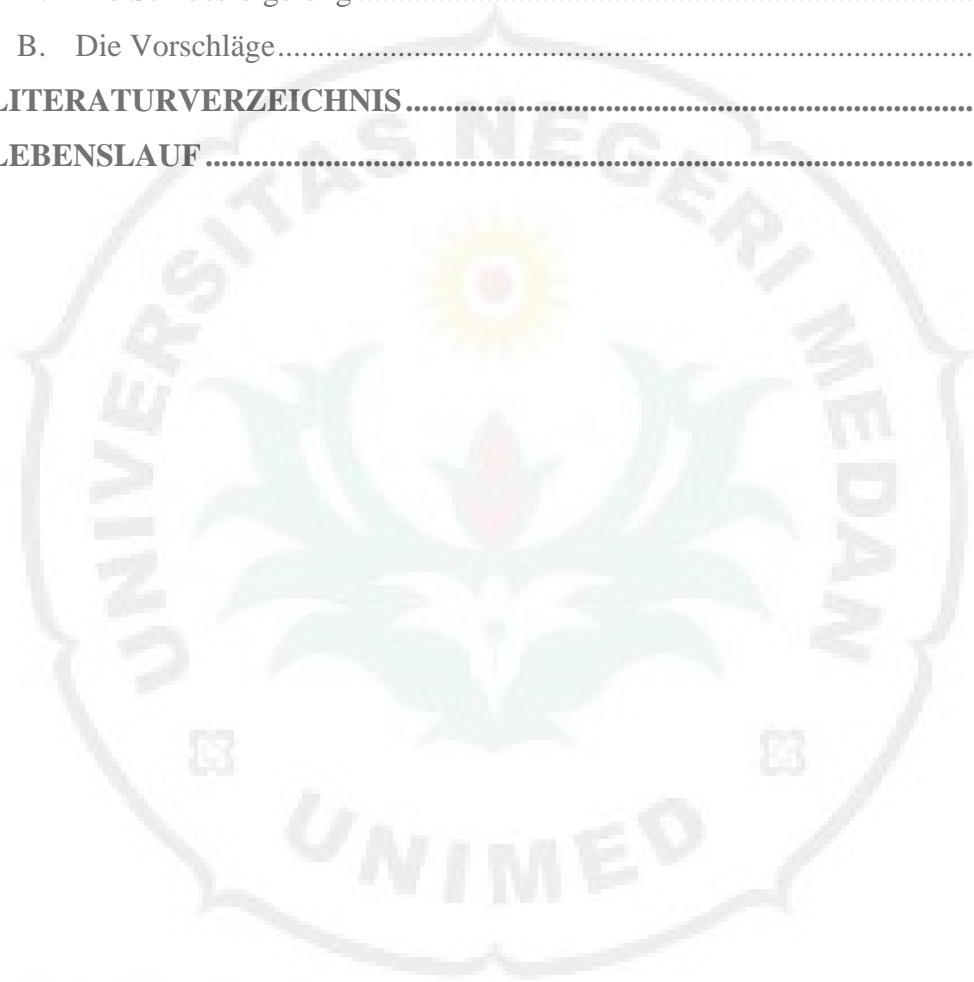 B. Die Vorschläge....................................................................................
LITERATURVERZEICHNIS.................................................................
LEBENSLAUF........................................................................................
UNIVERSITAS NEGERI MEDAN
UNIMED